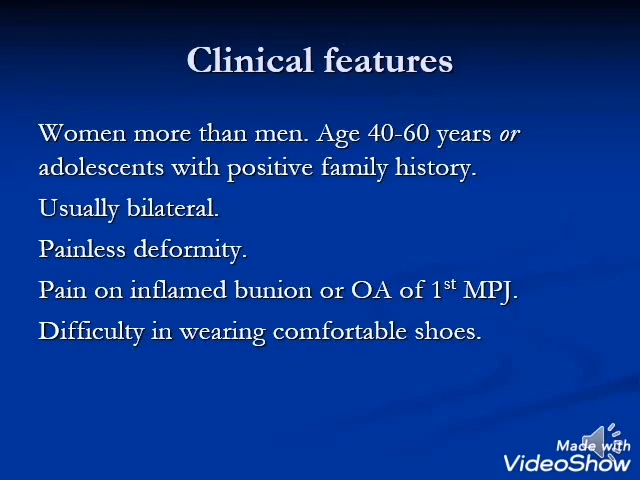 Clinical features
Women more than men. Age 40-60 years or
adolescents with positive family history.
Usually bilateral.
Painless deformity.
Pain on inflamed bunion or OA of 1st MPJ.
Difficulty in wearing comfortable shoes.
Made with
VideoShow